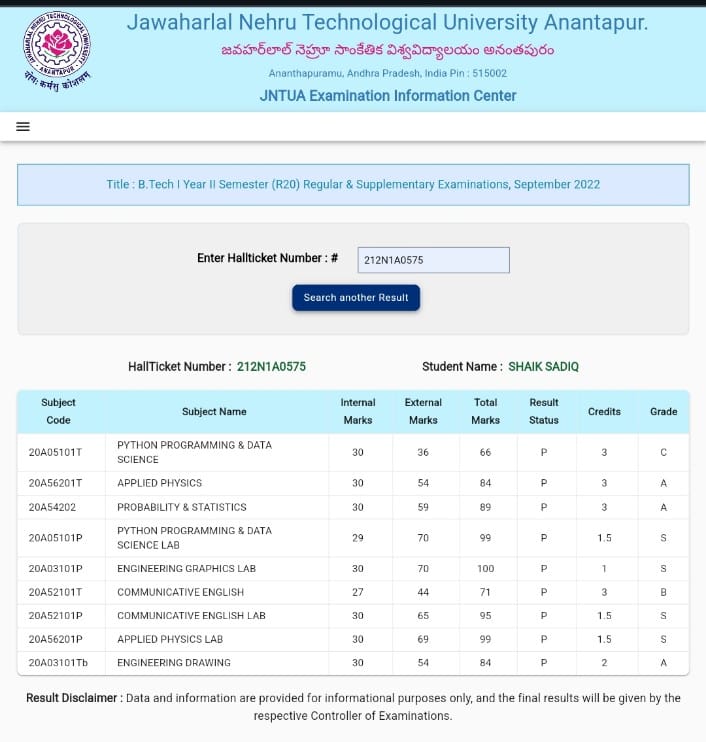 Jawaharlal Nehru Technological University Anantapur.
జవహర్‌లాల్ నెహ్రూ సాంకేతిక విశ్వవిద్యాలయం అనంతపురం
Ananthapuramu, Andhra Pradesh, India Pin : 515002
JNTUA Examination Information Center
JAWAHARLAL NEHRU TECHNOLOGICAL UNIVERSITY
- ANANTAPUR -
योगः कर्मसु कौशलम्
Title : B.Tech I Year II Semester (R20) Regular & Supplementary Examinations, September 2022
Enter Hallticket Number : # 212N1A0575
Search another Result
HallTicket Number : 212N1A0575 Student Name : SHAIK SADIQ
Subject Code Subject Name Internal Marks External Marks Total Marks Result Status Credits Grade
20A05101T PYTHON PROGRAMMING & DATA SCIENCE 30 36 66 P 3 C
20A56201T APPLIED PHYSICS 30 54 84 P 3 A
20A54202 PROBABILITY & STATISTICS 30 59 89 P 3 A
20A05101P PYTHON PROGRAMMING & DATA SCIENCE LAB 29 70 99 P 1.5 S
20A03101P ENGINEERING GRAPHICS LAB 30 70 100 P 1 S
20A52101T COMMUNICATIVE ENGLISH 27 44 71 P 3 B
20A52101P COMMUNICATIVE ENGLISH LAB 30 65 95 P 1.5 S
20A56201P APPLIED PHYSICS LAB 30 69 99 P 1.5 S
20A03101Tb ENGINEERING DRAWING 30 54 84 P 2 A
Result Disclaimer : Data and information are provided for informational purposes only, and the final results will be given by the
respective Controller of Examinations.